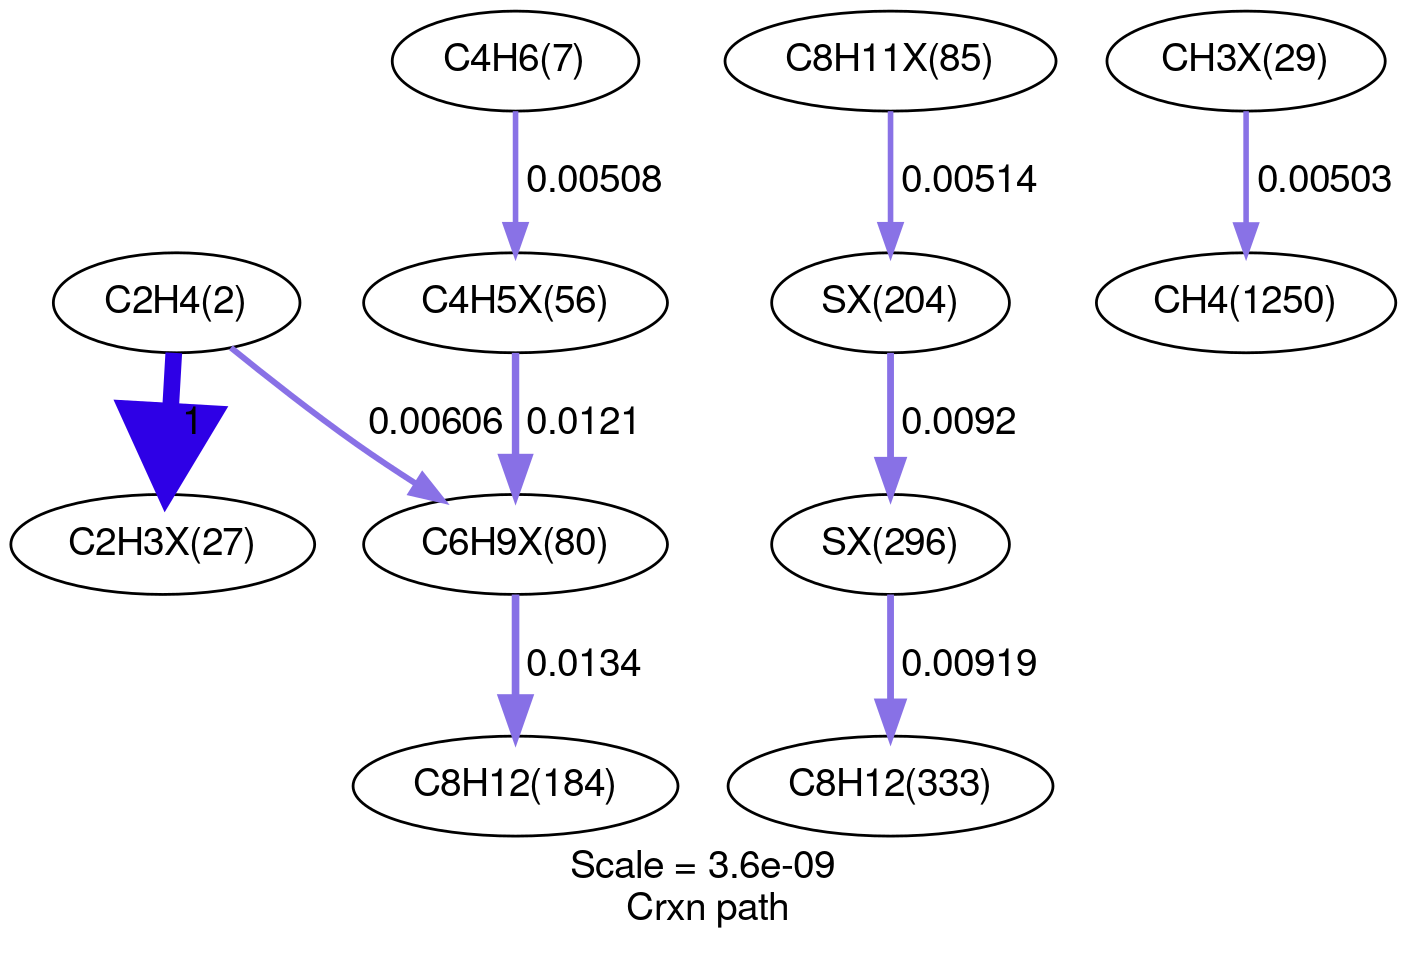 C4H6(7)
C8H11X(85)
CH3X(29)
0.00508
0.00514
0.00503
C2H4(2)
C4H5X(56)
SX(204)
CH4(1250)
1
0.00606
0.0121
0.0092
C2H3X(27)
C6H9X(80)
SX(296)
0.0134
0.00919
C8H12(184)
C8H12(333)
Scale = 3.6e-09
Crxn path